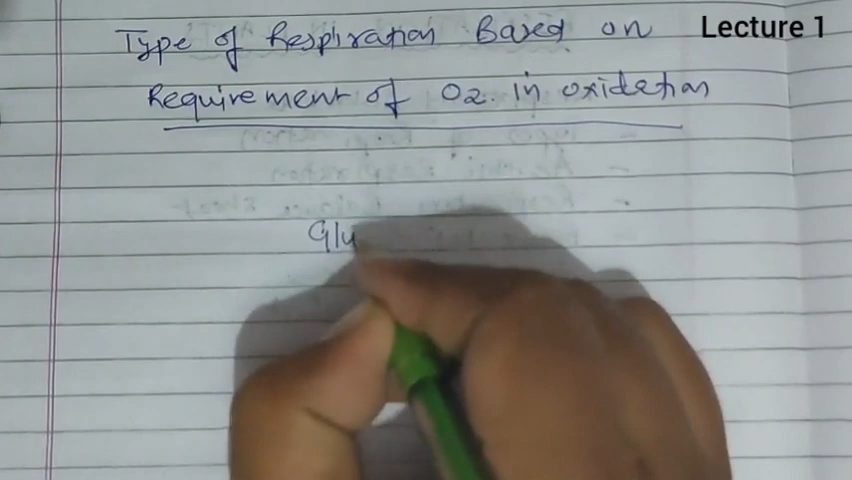 Type of Respiration Based on
Lecture 1
Requirement of O2 in oxidation
Glu